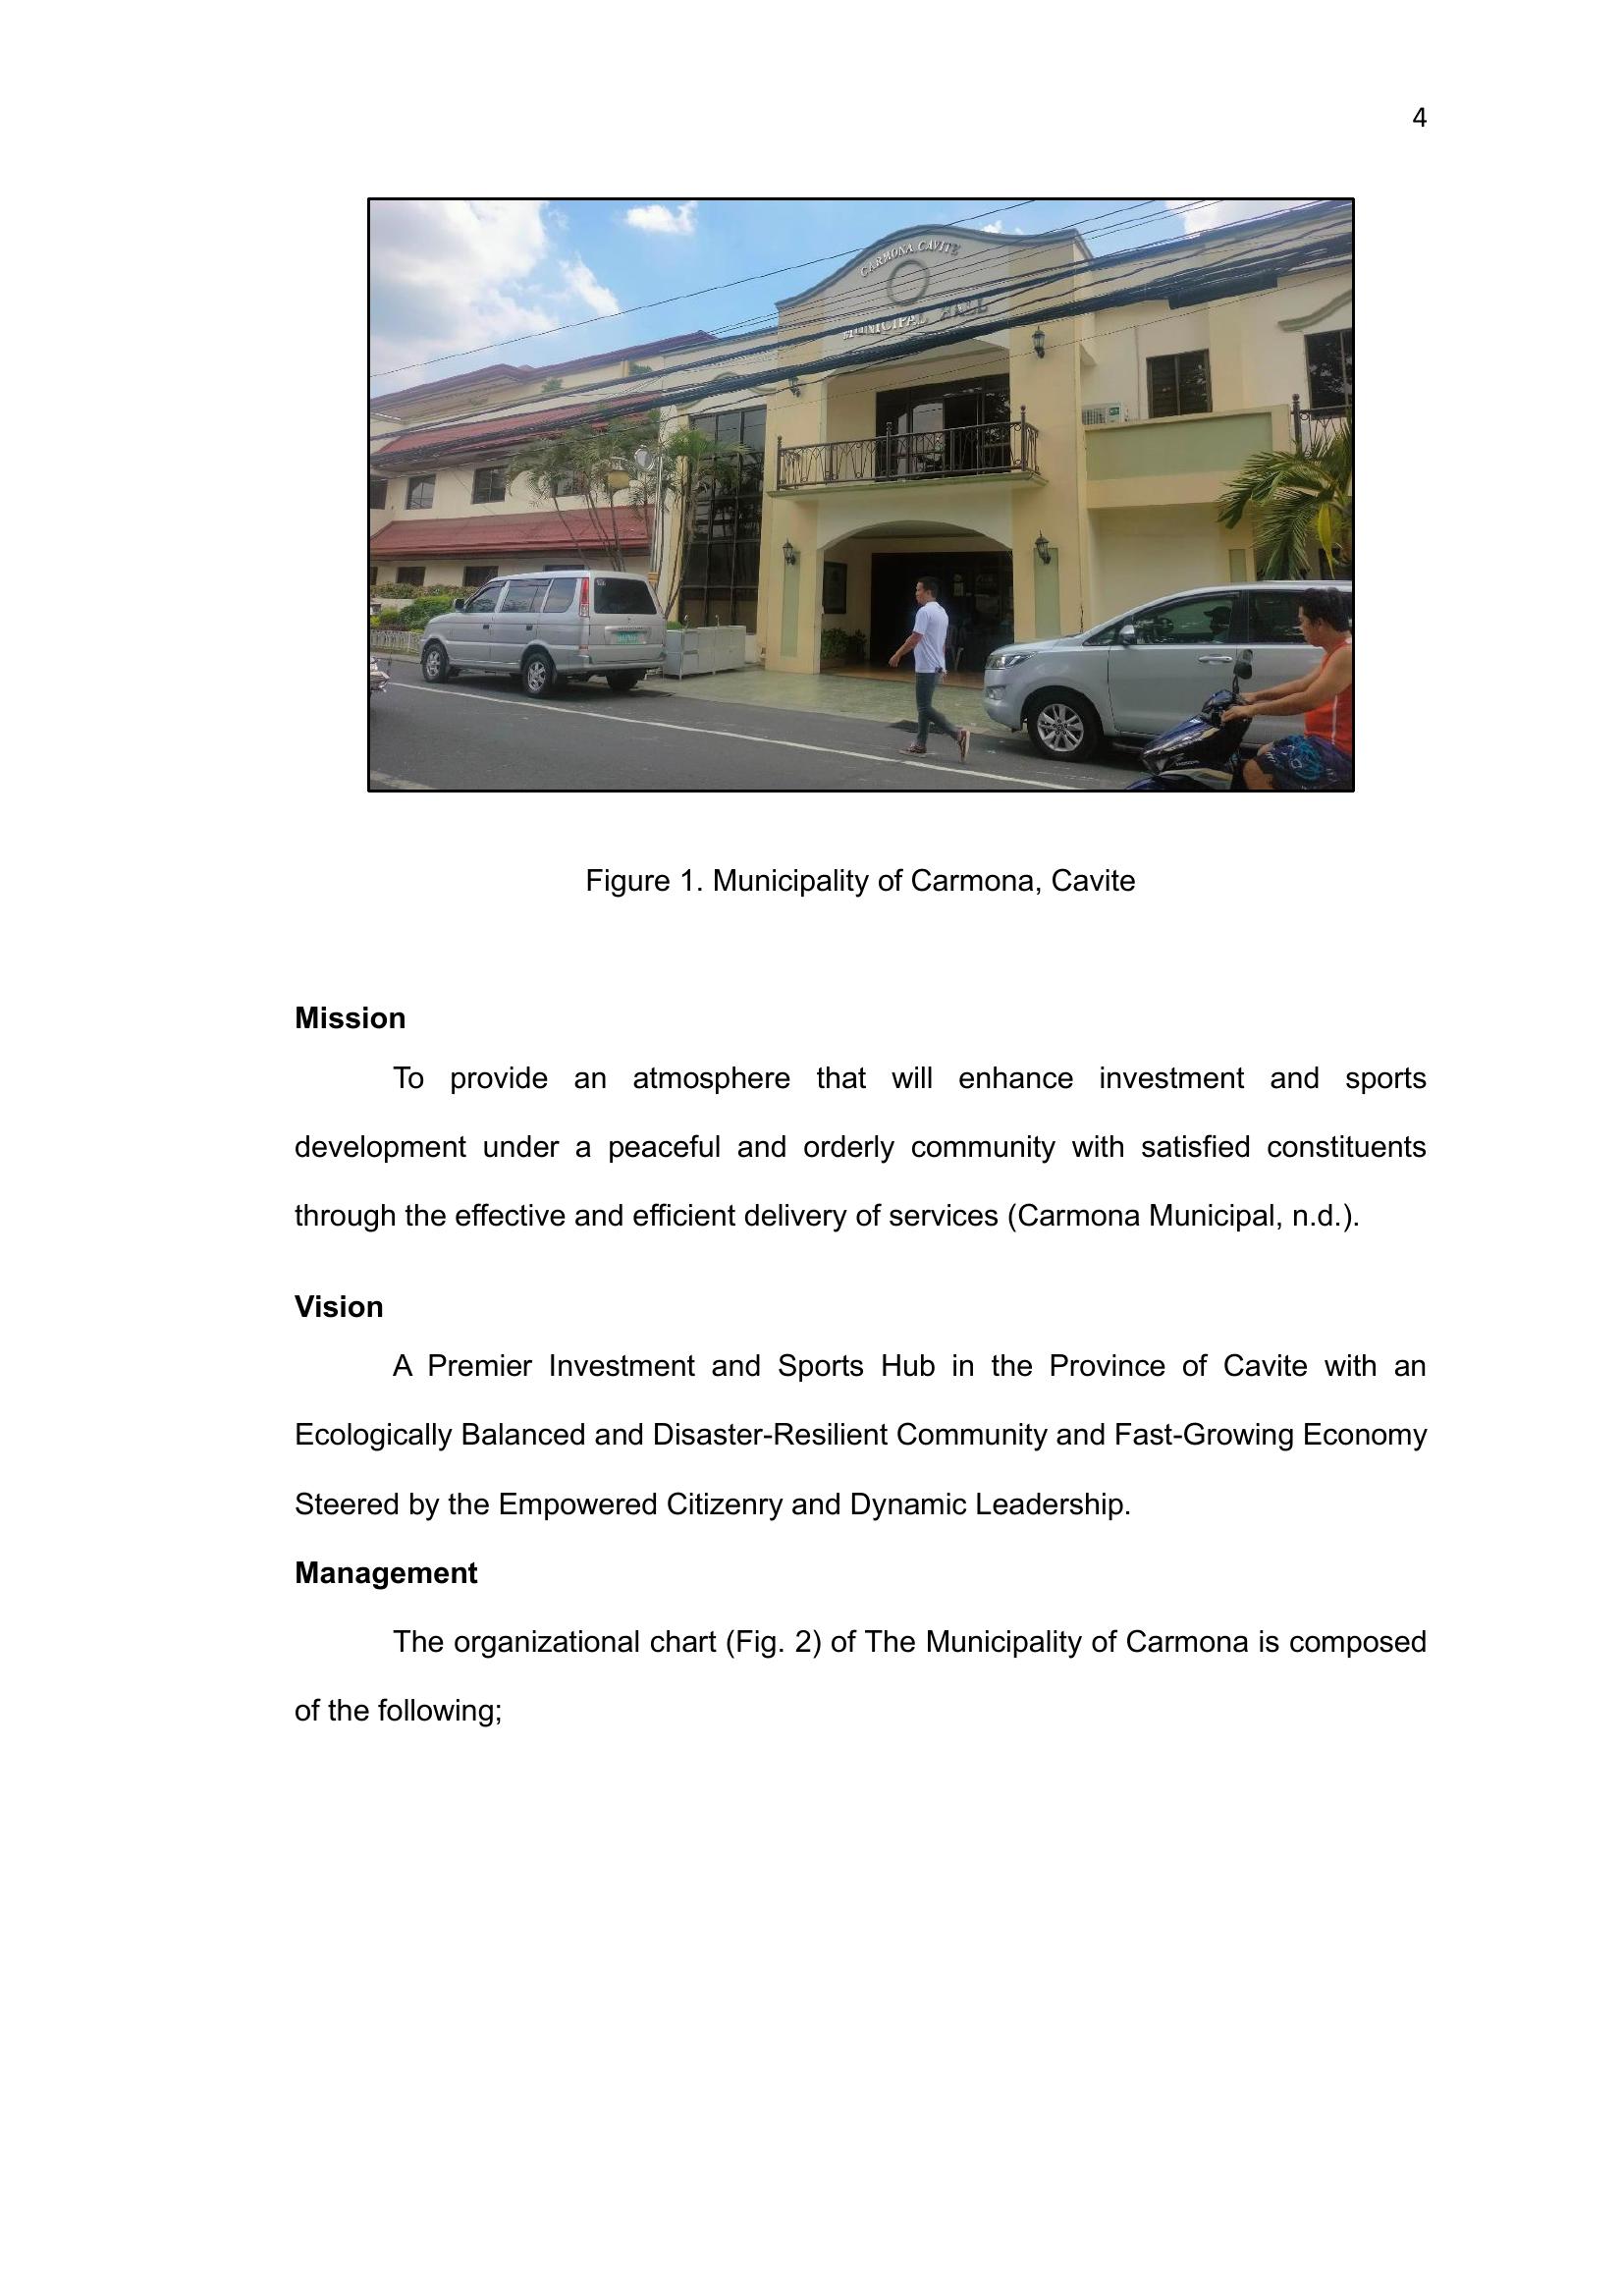 4
CARMONA CAVITE
MUNICIPAL HALL
Figure 1. Municipality of Carmona, Cavite
Mission
To provide an atmosphere that will enhance investment and sports
development under a peaceful and orderly community with satisfied constituents
through the effective and efficient delivery of services (Carmona Municipal, n.d.).
Vision
A Premier Investment and Sports Hub in the Province of Cavite with an
Ecologically Balanced and Disaster-Resilient Community and Fast-Growing Economy
Steered by the Empowered Citizenry and Dynamic Leadership.
Management
The organizational chart (Fig. 2) of The Municipality of Carmona is composed
of the following;